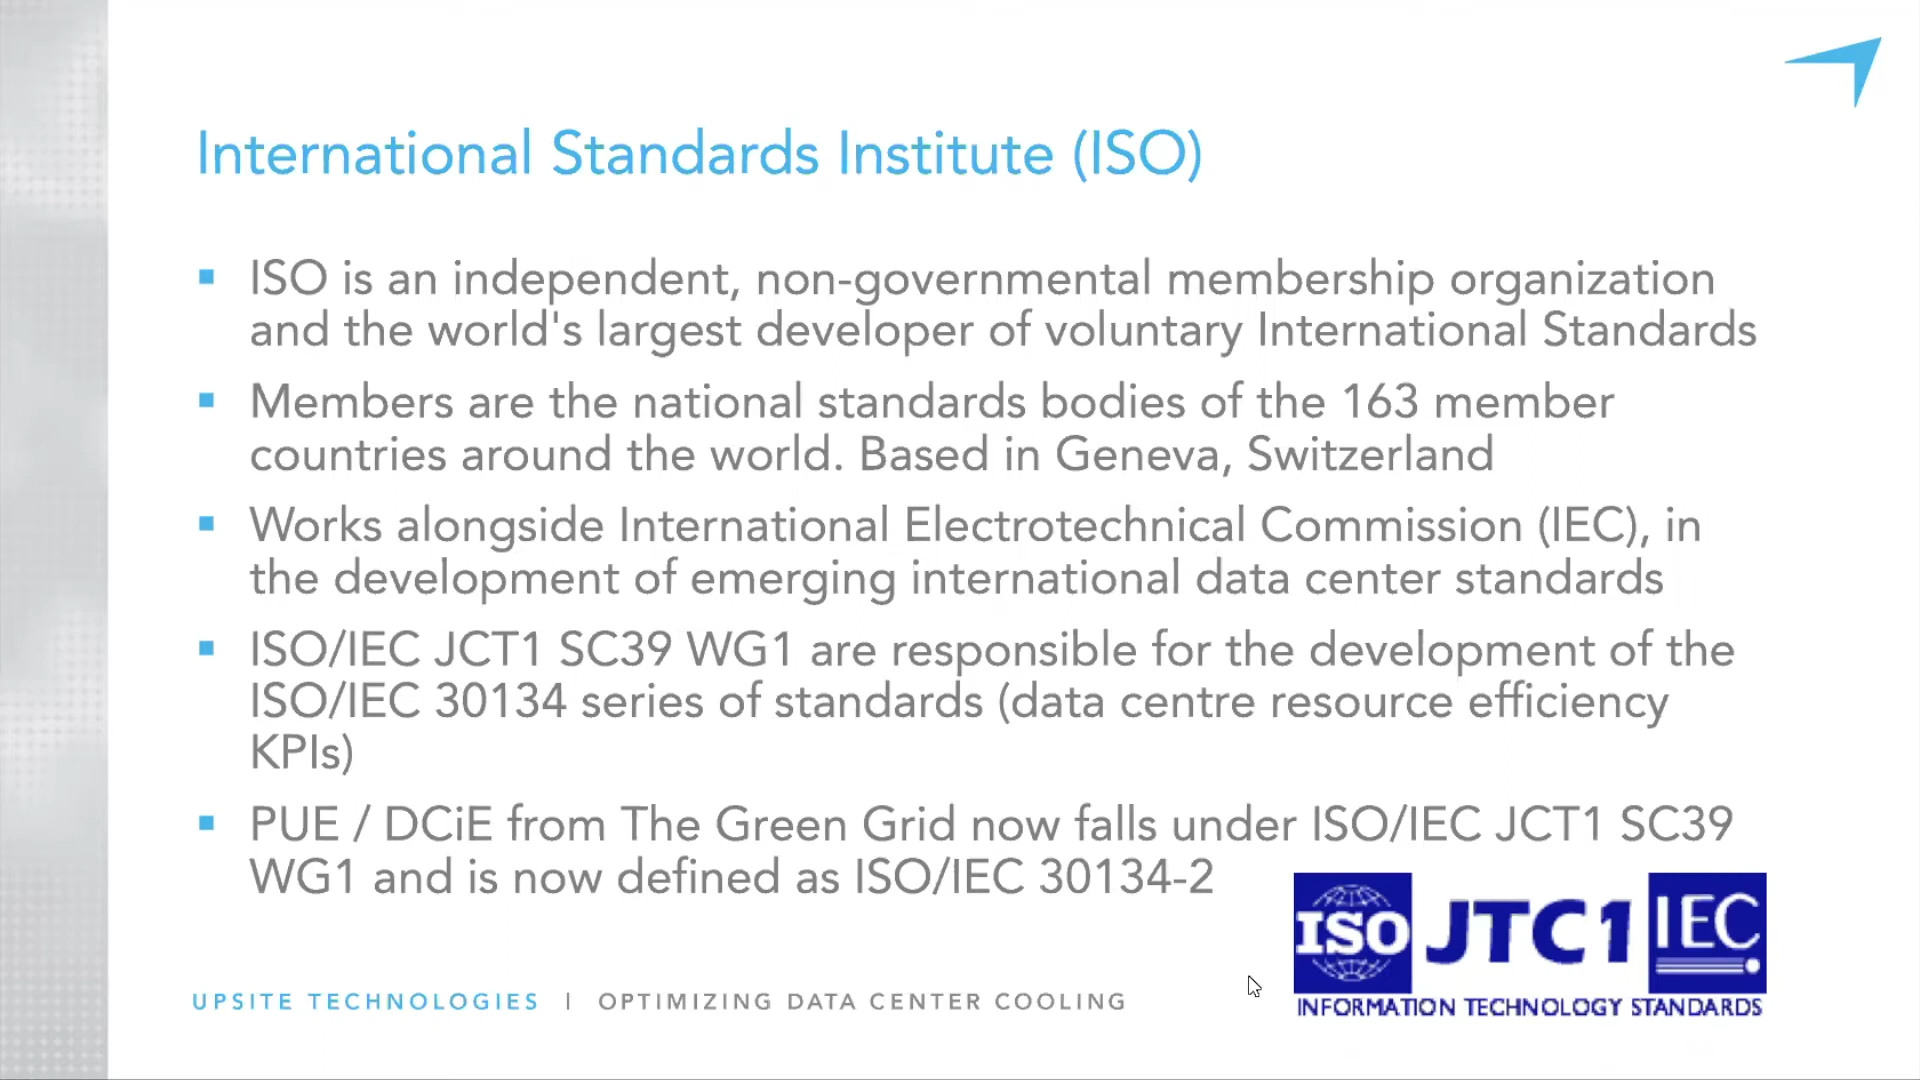 International Standards Institute (ISO)
ISO is an independent, non-governmental membership organization
and the world's largest developer of voluntary International Standards
Members are the national standards bodies of the 163 member
countries around the world. Based in Geneva, Switzerland
Works alongside International Electrotechnical Commission (IEC), in
the development of emerging international data center standards
ISO/IEC JCT1 SC39 WG1 are responsible for the development of the
ISO/IEC 30134 series of standards (data centre resource efficiency
KPIs)
PUE / DCiE from The Green Grid now falls under ISO/IEC JCT1 SC39
WG1 and is now defined as ISO/IEC 30134-2
ISO JTC1 IEC
INFORMATION TECHNOLOGY STANDARDS
UPSITE TECHNOLOGIES | OPTIMIZING DATA CENTER COOLING